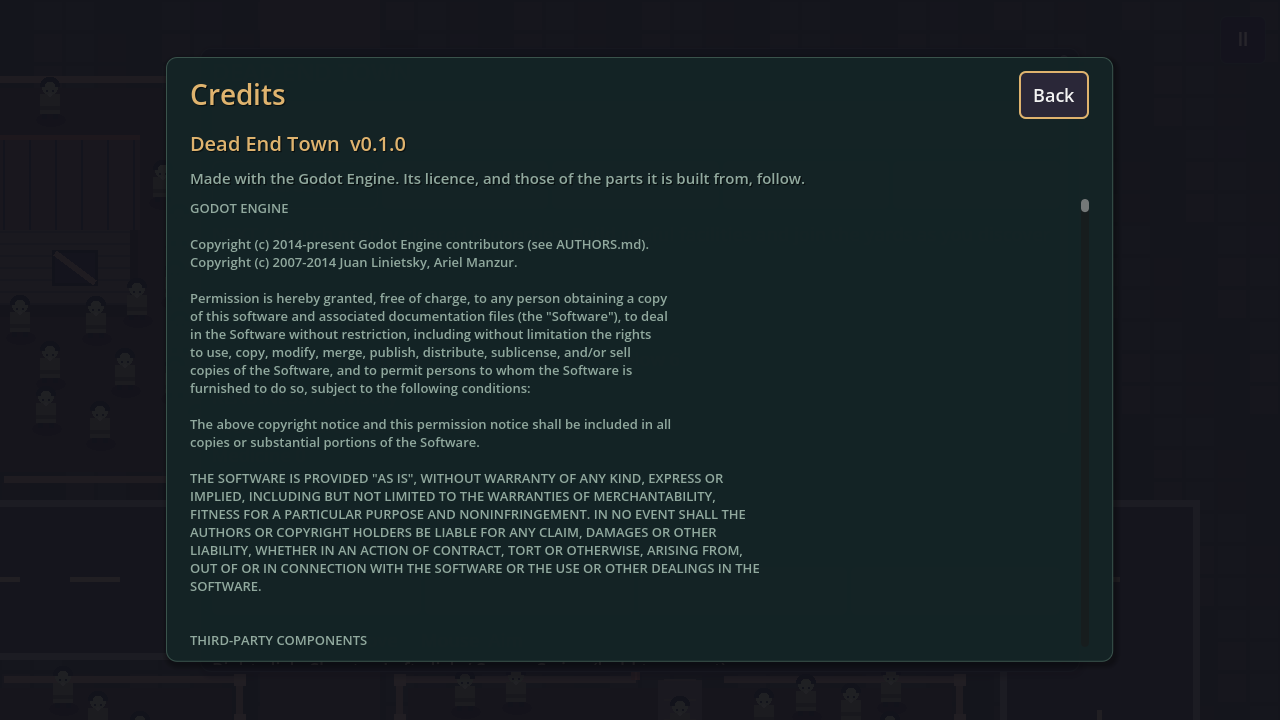 Credits
Back
Dead End Town v0.1.0
Made with the Godot Engine. Its licence, and those of the parts it is built from, follow.
GODOT ENGINE
Copyright (c) 2014-present Godot Engine contributors (see AUTHORS.md).
Copyright (c) 2007-2014 Juan Linietsky, Ariel Manzur.
Permission is hereby granted, free of charge, to any person obtaining a copy
of this software and associated documentation files (the "Software"), to deal
in the Software without restriction, including without limitation the rights
to use, copy, modify, merge, publish, distribute, sublicense, and/or sell
copies of the Software, and to permit persons to whom the Software is
furnished to do so, subject to the following conditions:
The above copyright notice and this permission notice shall be included in all
copies or substantial portions of the Software.
THE SOFTWARE IS PROVIDED "AS IS", WITHOUT WARRANTY OF ANY KIND, EXPRESS OR
IMPLIED, INCLUDING BUT NOT LIMITED TO THE WARRANTIES OF MERCHANTABILITY,
FITNESS FOR A PARTICULAR PURPOSE AND NONINFRINGEMENT. IN NO EVENT SHALL THE
AUTHORS OR COPYRIGHT HOLDERS BE LIABLE FOR ANY CLAIM, DAMAGES OR OTHER
LIABILITY, WHETHER IN AN ACTION OF CONTRACT, TORT OR OTHERWISE, ARISING FROM,
OUT OF OR IN CONNECTION WITH THE SOFTWARE OR THE USE OR OTHER DEALINGS IN THE
SOFTWARE.
THIRD-PARTY COMPONENTS